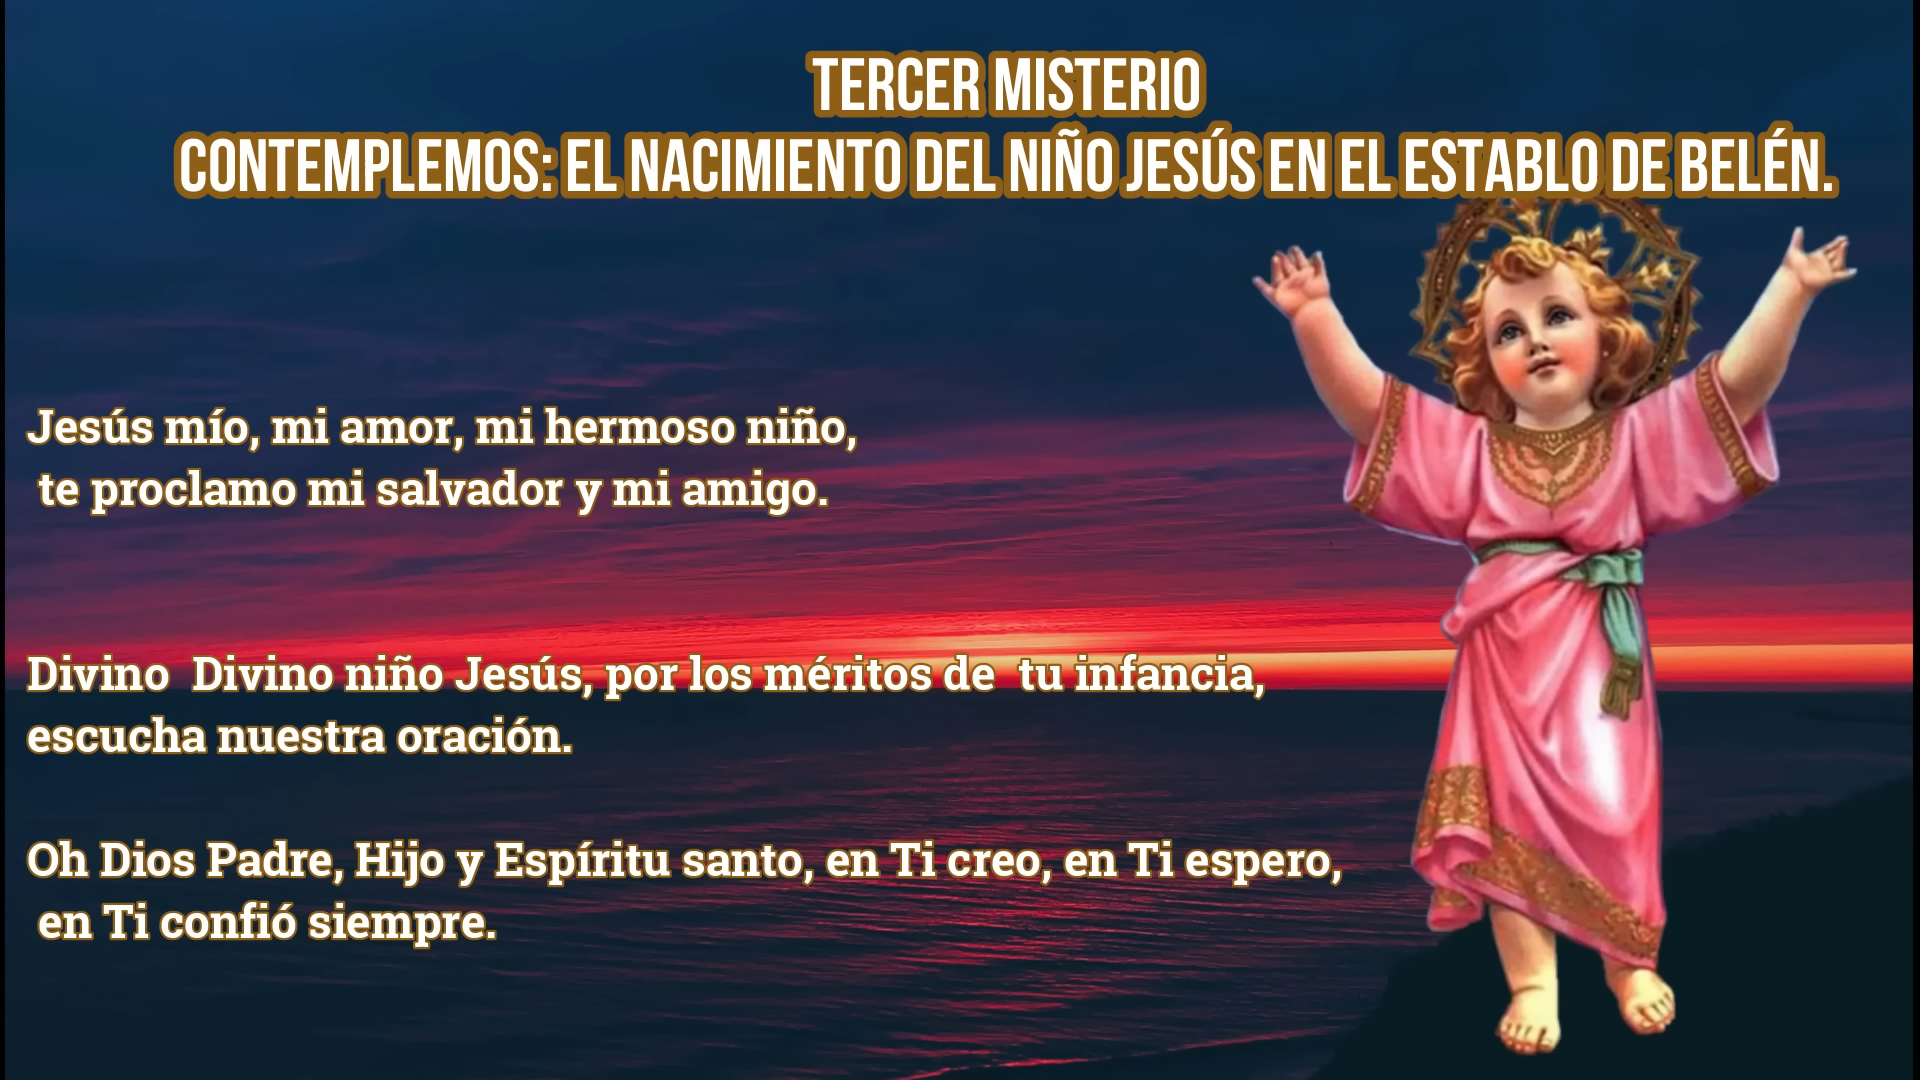 TERCER MISTERIO
CONTEMPLEMOS: EL NACIMIENTO DEL NIÑO JESÚS EN EL ESTABLO DE BELÉN.
Jesús mío, mi amor, mi hermoso niño,
te proclamo mi salvador y mi amigo.
Divino  Divino niño Jesús, por los méritos de  tu infancia,
escucha nuestra oración.
Oh Dios Padre, Hijo y Espíritu santo, en Ti creo, en Ti espero,
en Ti confió siempre.